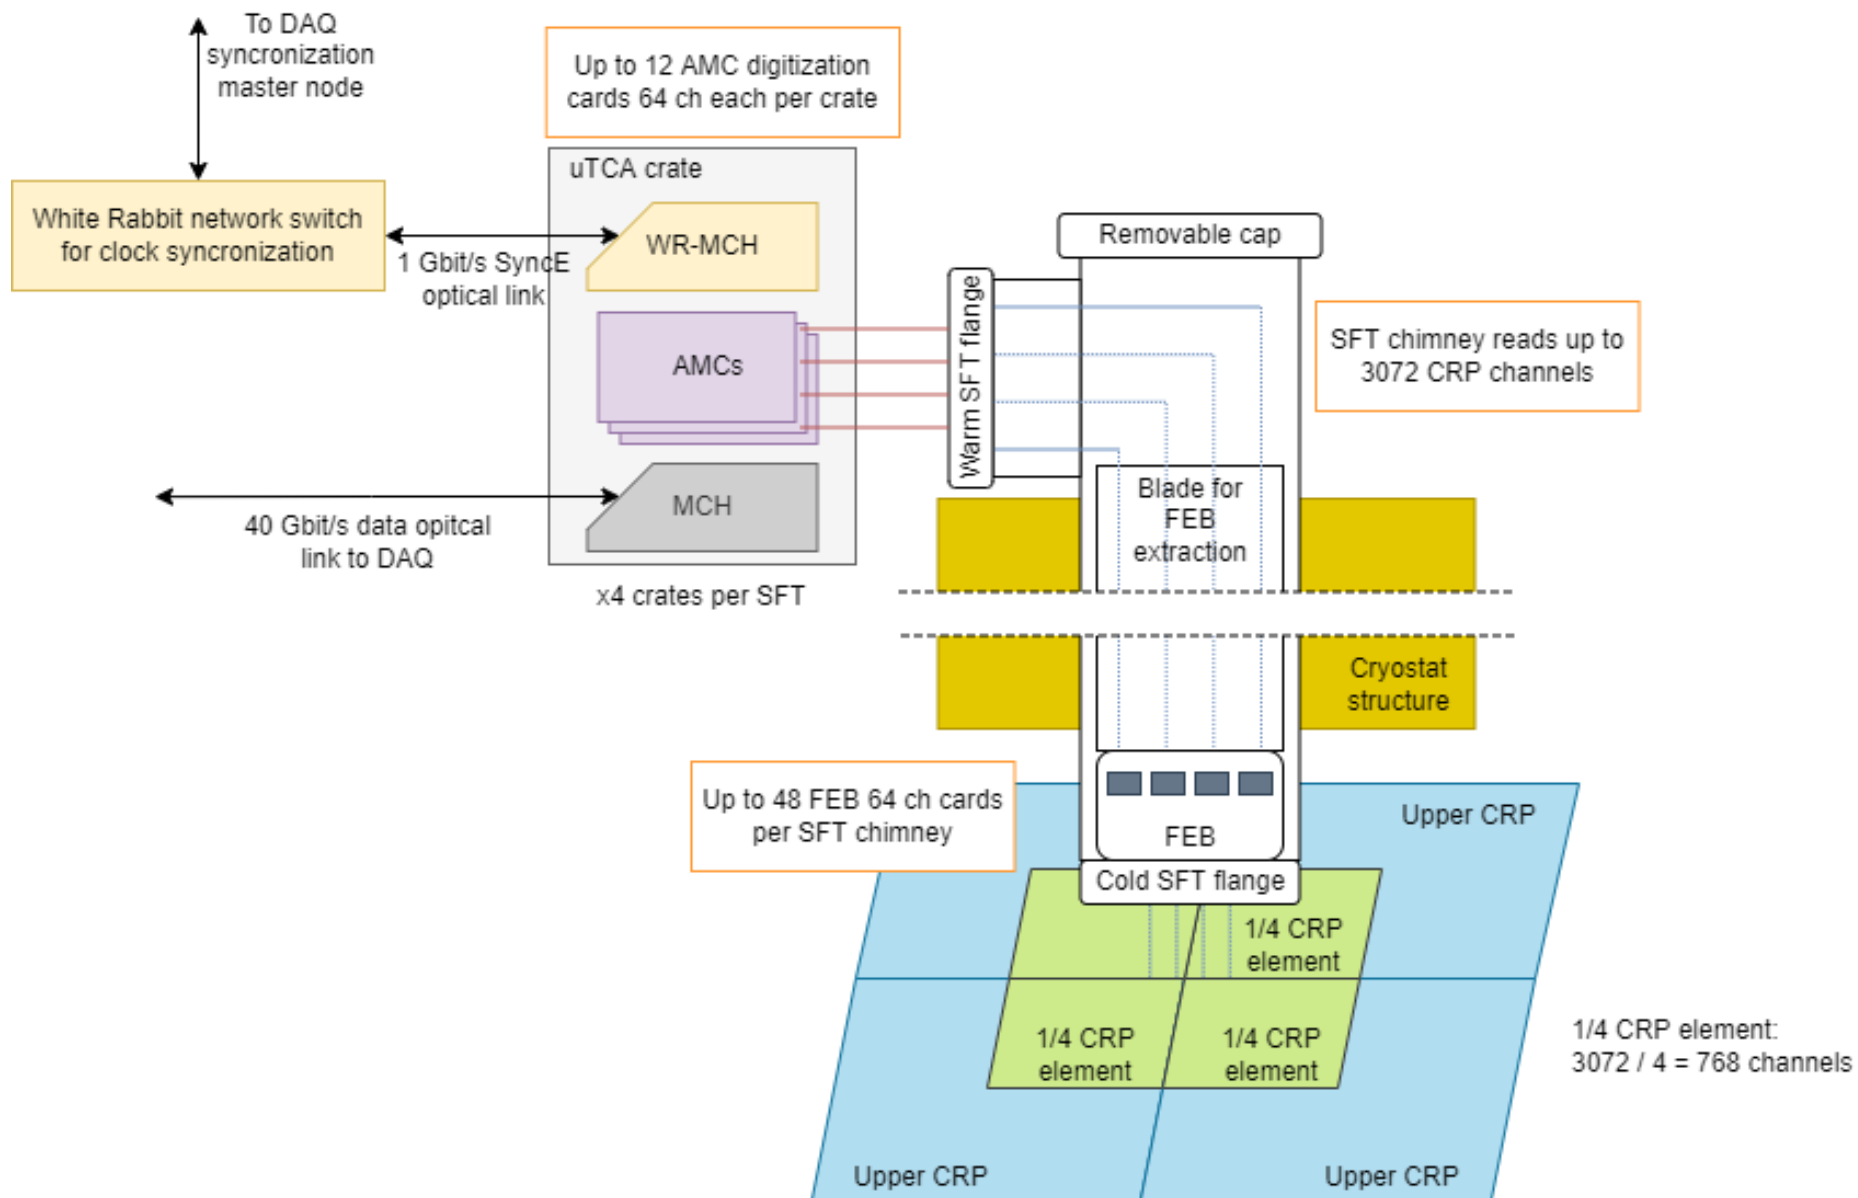 To DAQ
syncronization
master node
Up to 12 AMC digitization
cards 64 ch each per crate
uTCA crate
White Rabbit network switch
for clock syncronization
1 Gbit/s SyncE
optical link
WR-MCH
AMCs
MCH
40 Gbit/s data opitcal
link to DAQ
x4 crates per SFT
Removable cap
Warm SFT flange
SFT chimney reads up to
3072 CRP channels
Blade for
FEB
extraction
Cryostat
structure
Up to 48 FEB 64 ch cards
per SFT chimney
FEB
Cold SFT flange
Upper CRP
1/4 CRP
element
1/4 CRP
element
1/4 CRP
element
1/4 CRP element:
3072 / 4 = 768 channels
Upper CRP
Upper CRP